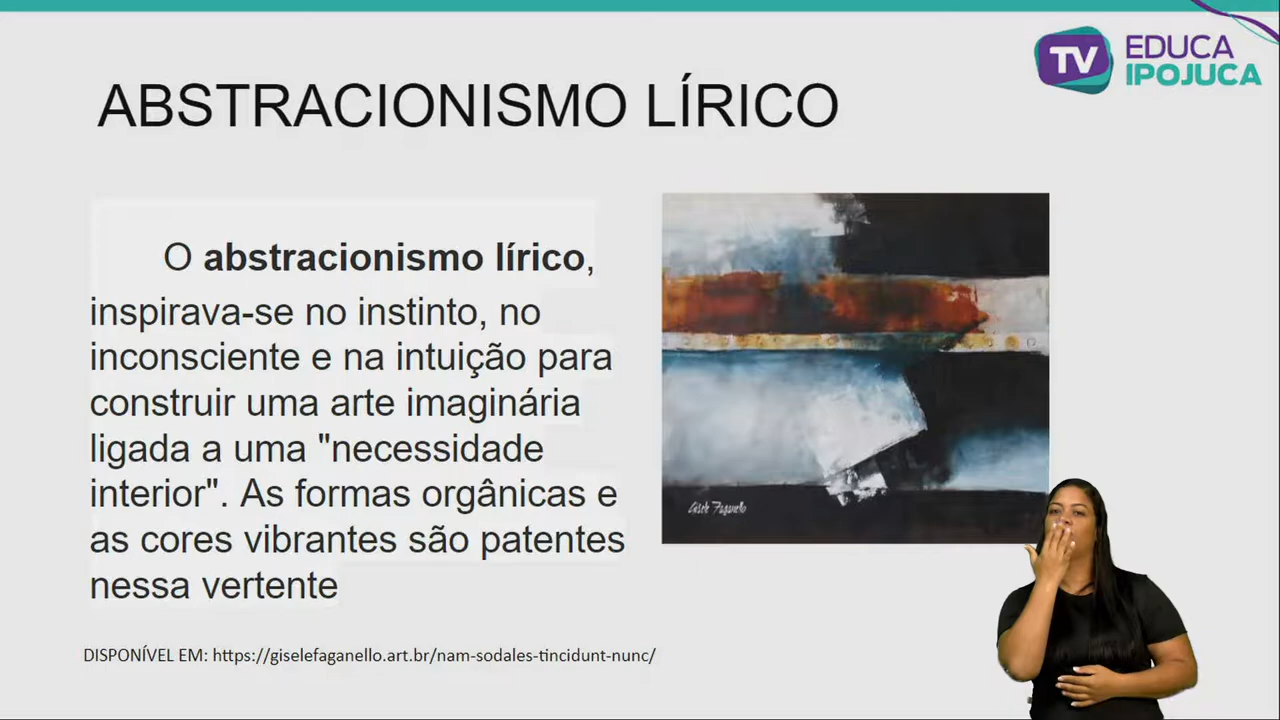 TV EDUCA
IPOJUCA
ABSTRACIONISMO LÍRICO
O abstracionismo lírico,
inspirava-se no instinto, no
inconsciente e na intuição para
construir uma arte imaginária
ligada a uma "necessidade
interior". As formas orgânicas e
as cores vibrantes são patentes
nessa vertente
Gisele Faganello
DISPONÍVEL EM: https://giselefaganello.art.br/nam-sodales-tincidunt-nunc/